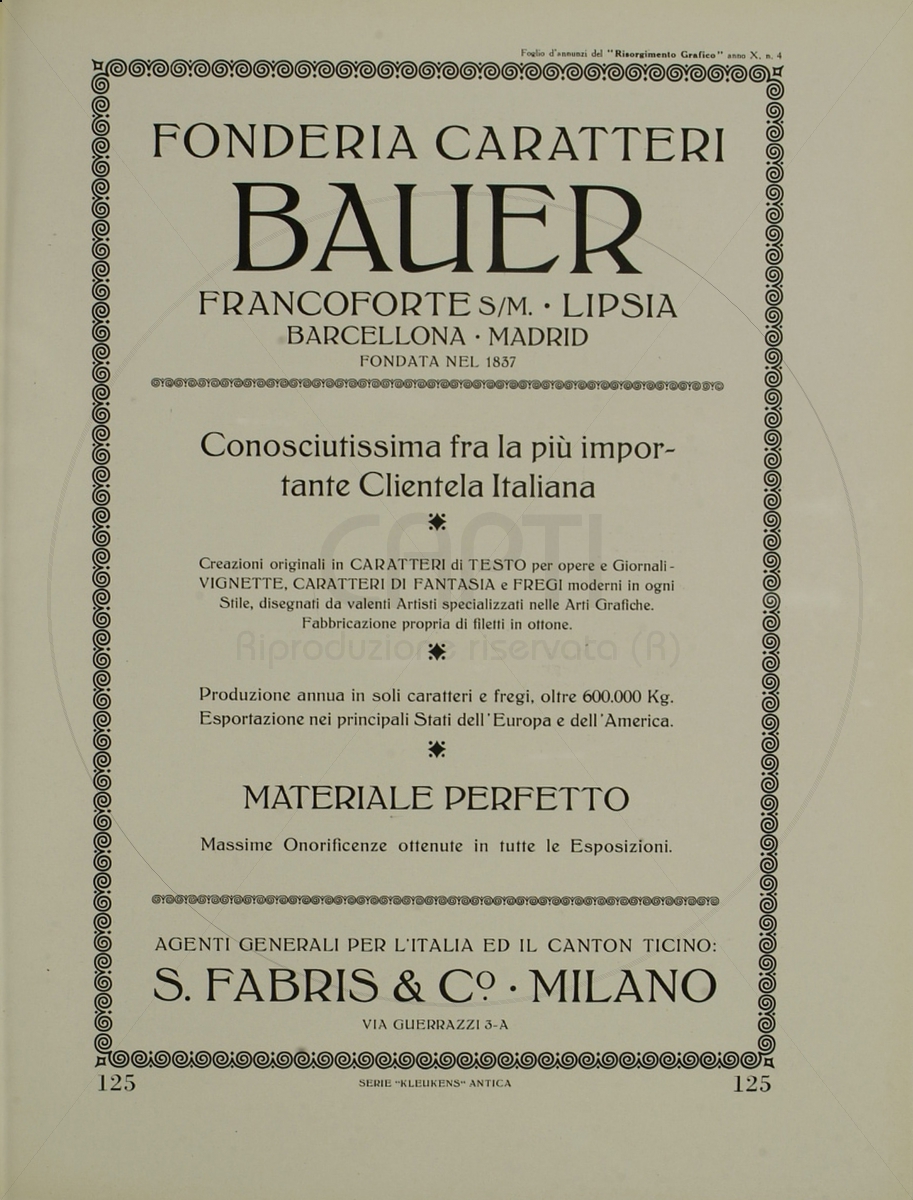 Foglio d'annunzi del "Risorgimento Grafico" anno X, n. 4
FONDERIA CARATTERI
BAUER
FRANCOFORTE S/M. · LIPSIA
BARCELLONA · MADRID
FONDATA NEL 1837
Conosciutissima fra la più impor-
tante Clientela Italiana
CAPTI
Creazioni originali in CARATTERI di TESTO per opere e Giornali-
VIGNETTE, CARATTERI DI FANTASIA e FREGI moderni in ogni
Stile, disegnati da valenti Artisti specializzati nelle Arti Grafiche.
Fabbricazione propria di filetti in ottone.
Riproduzione riservata (R)
Produzione annua in soli caratteri e fregi, oltre 600.000 Kg.
Esportazione nei principali Stati dell'Europa e dell'America.
MATERIALE PERFETTO
Massime Onorificenze ottenute in tutte le Esposizioni.
AGENTI GENERALI PER L'ITALIA ED IL CANTON TICINO:
S. FABRIS & Cº. · MILANO
VIA GUERRAZZI 3-A
125 SERIE "KLEUKENS" ANTICA 125